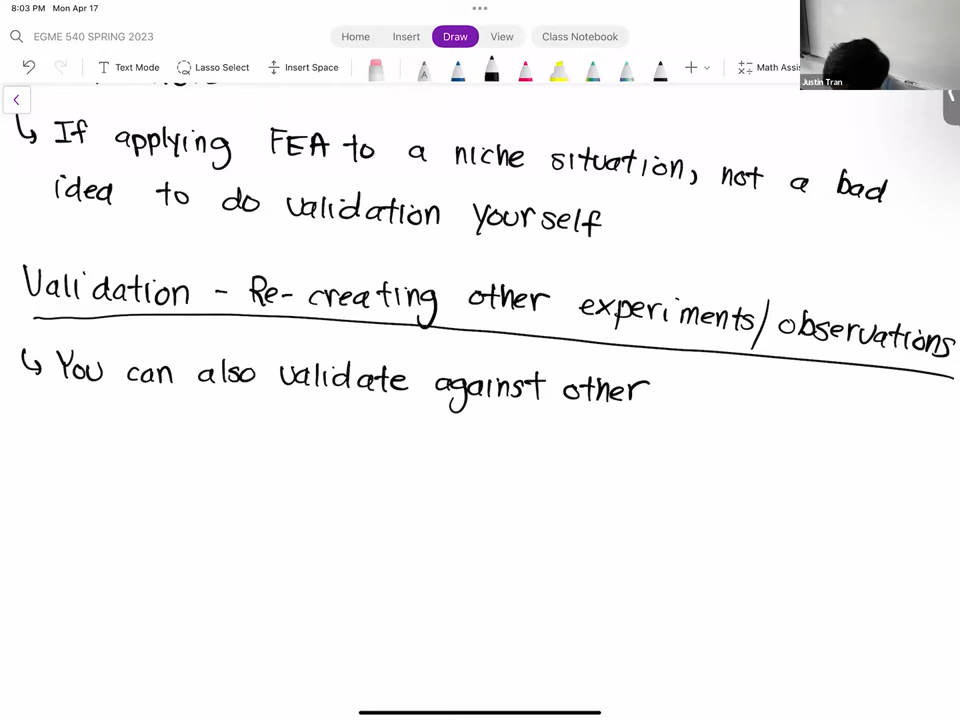 8:03 PM Mon Apr 17
EGME 540 SPRING 2023
Home Insert Draw View Class Notebook
Text Mode Lasso Select Insert Space Math Assis
Justin Tran
↳ If applying FEA to a niche situation, not a bad
idea to do validation yourself
Validation - Re-creating other experiments/observations
↳ You can also validate against other